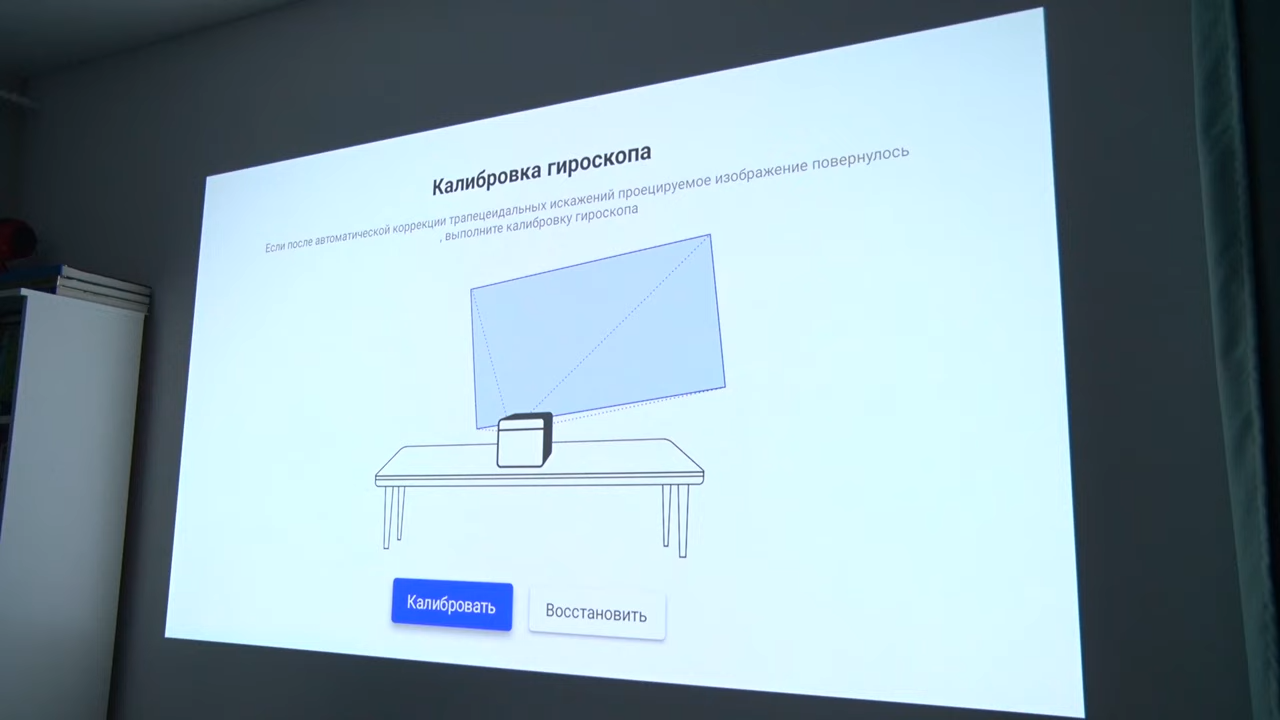 Калибровка гироскопа
Если после автоматической коррекции трапецеидальных искажений проецируемое изображение повернулось
, выполните калибровку гироскопа
Калибровать
Восстановить